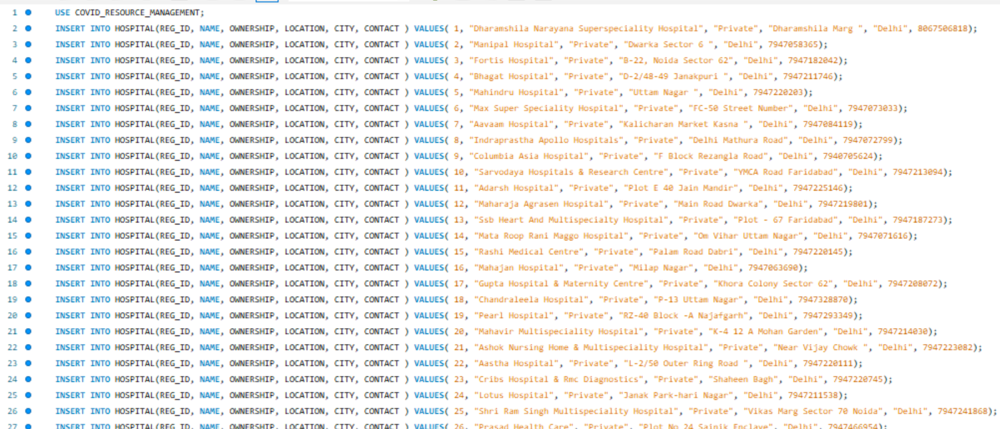 1 USE COVID_RESOURCE_MANAGEMENT;
2 INSERT INTO HOSPITAL(REG_ID, NAME, OWNERSHIP, LOCATION, CITY, CONTACT ) VALUES( 1, "Dharamshila Narayana Superspeciality Hospital", "Private", "Dharamshila Marg ", "Delhi", 8067506818);
3 INSERT INTO HOSPITAL(REG_ID, NAME, OWNERSHIP, LOCATION, CITY, CONTACT ) VALUES( 2, "Manipal Hospital", "Private", "Dwarka Sector 6 ", "Delhi", 7947058365);
4 INSERT INTO HOSPITAL(REG_ID, NAME, OWNERSHIP, LOCATION, CITY, CONTACT ) VALUES( 3, "Fortis Hospital", "Private", "B-22, Noida Sector 62", "Delhi", 7947182042);
5 INSERT INTO HOSPITAL(REG_ID, NAME, OWNERSHIP, LOCATION, CITY, CONTACT ) VALUES( 4, "Bhagat Hospital", "Private", "D-2/48-49 Janakpuri ", "Delhi", 7947211746);
6 INSERT INTO HOSPITAL(REG_ID, NAME, OWNERSHIP, LOCATION, CITY, CONTACT ) VALUES( 5, "Mahindru Hospital", "Private", "Uttam Nagar ", "Delhi", 7947220203);
7 INSERT INTO HOSPITAL(REG_ID, NAME, OWNERSHIP, LOCATION, CITY, CONTACT ) VALUES( 6, "Max Super Speciality Hospital", "Private", "FC-50 Street Number", "Delhi", 7947073033);
8 INSERT INTO HOSPITAL(REG_ID, NAME, OWNERSHIP, LOCATION, CITY, CONTACT ) VALUES( 7, "Aavaam Hospital", "Private", "Kalicharan Market Kasna ", "Delhi", 7947084119);
9 INSERT INTO HOSPITAL(REG_ID, NAME, OWNERSHIP, LOCATION, CITY, CONTACT ) VALUES( 8, "Indraprastha Apollo Hospitals", "Private", "Delhi Mathura Road", "Delhi", 7947072799);
10 INSERT INTO HOSPITAL(REG_ID, NAME, OWNERSHIP, LOCATION, CITY, CONTACT ) VALUES( 9, "Columbia Asia Hospital", "Private", "F Block Rezangla Road", "Delhi", 7940705624);
11 INSERT INTO HOSPITAL(REG_ID, NAME, OWNERSHIP, LOCATION, CITY, CONTACT ) VALUES( 10, "Sarvodaya Hospitals & Research Centre", "Private", "YMCA Road Faridabad", "Delhi", 7947213094);
12 INSERT INTO HOSPITAL(REG_ID, NAME, OWNERSHIP, LOCATION, CITY, CONTACT ) VALUES( 11, "Adarsh Hospital", "Private", "Plot E 40 Jain Mandir", "Delhi", 7947225146);
13 INSERT INTO HOSPITAL(REG_ID, NAME, OWNERSHIP, LOCATION, CITY, CONTACT ) VALUES( 12, "Maharaja Agrasen Hospital", "Private", "Main Road Dwarka", "Delhi", 7947219801);
14 INSERT INTO HOSPITAL(REG_ID, NAME, OWNERSHIP, LOCATION, CITY, CONTACT ) VALUES( 13, "Ssb Heart And Multispecialty Hospital", "Private", "Plot - 67 Faridabad", "Delhi", 7947187273);
15 INSERT INTO HOSPITAL(REG_ID, NAME, OWNERSHIP, LOCATION, CITY, CONTACT ) VALUES( 14, "Mata Roop Rani Maggo Hospital", "Private", "Om Vihar Uttam Nagar", "Delhi", 7947071616);
16 INSERT INTO HOSPITAL(REG_ID, NAME, OWNERSHIP, LOCATION, CITY, CONTACT ) VALUES( 15, "Rashi Medical Centre", "Private", "Palam Road Dabri", "Delhi", 7947220145);
17 INSERT INTO HOSPITAL(REG_ID, NAME, OWNERSHIP, LOCATION, CITY, CONTACT ) VALUES( 16, "Mahajan Hospital", "Private", "Milap Nagar", "Delhi", 7947063690);
18 INSERT INTO HOSPITAL(REG_ID, NAME, OWNERSHIP, LOCATION, CITY, CONTACT ) VALUES( 17, "Gupta Hospital & Maternity Centre", "Private", "Khora Colony Sector 62", "Delhi", 7947208072);
19 INSERT INTO HOSPITAL(REG_ID, NAME, OWNERSHIP, LOCATION, CITY, CONTACT ) VALUES( 18, "Chandraleela Hospital", "Private", "P-13 Uttam Nagar", "Delhi", 7947328870);
20 INSERT INTO HOSPITAL(REG_ID, NAME, OWNERSHIP, LOCATION, CITY, CONTACT ) VALUES( 19, "Pearl Hospital", "Private", "RZ-40 Block -A Najafgarh", "Delhi", 7947293349);
21 INSERT INTO HOSPITAL(REG_ID, NAME, OWNERSHIP, LOCATION, CITY, CONTACT ) VALUES( 20, "Mahavir Multispeciality Hospital", "Private", "K-4 12 A Mohan Garden", "Delhi", 7947214030);
22 INSERT INTO HOSPITAL(REG_ID, NAME, OWNERSHIP, LOCATION, CITY, CONTACT ) VALUES( 21, "Ashok Nursing Home & Multispeciality Hospital", "Private", "Near Vijay Chowk ", "Delhi", 7947223082);
23 INSERT INTO HOSPITAL(REG_ID, NAME, OWNERSHIP, LOCATION, CITY, CONTACT ) VALUES( 22, "Aastha Hospital", "Private", "L-2/50 Outer Ring Road ", "Delhi", 7947220111);
24 INSERT INTO HOSPITAL(REG_ID, NAME, OWNERSHIP, LOCATION, CITY, CONTACT ) VALUES( 23, "Cribs Hospital & Rmc Diagnostics", "Private", "Shaheen Bagh", "Delhi", 7947220745);
25 INSERT INTO HOSPITAL(REG_ID, NAME, OWNERSHIP, LOCATION, CITY, CONTACT ) VALUES( 24, "Lotus Hospital", "Private", "Janak Park-hari Nagar", "Delhi", 7947211538);
26 INSERT INTO HOSPITAL(REG_ID, NAME, OWNERSHIP, LOCATION, CITY, CONTACT ) VALUES( 25, "Shri Ram Singh Multispeciality Hospital", "Private", "Vikas Marg Sector 70 Noida", "Delhi", 7947241868);
27 INSERT INTO HOSPITAL(REG_ID, NAME, OWNERSHIP, LOCATION, CITY, CONTACT ) VALUES( 26, "Prasad Health Care", "Private", "Plot No 24 Sainik Enclave", "Delhi", 7947466954);